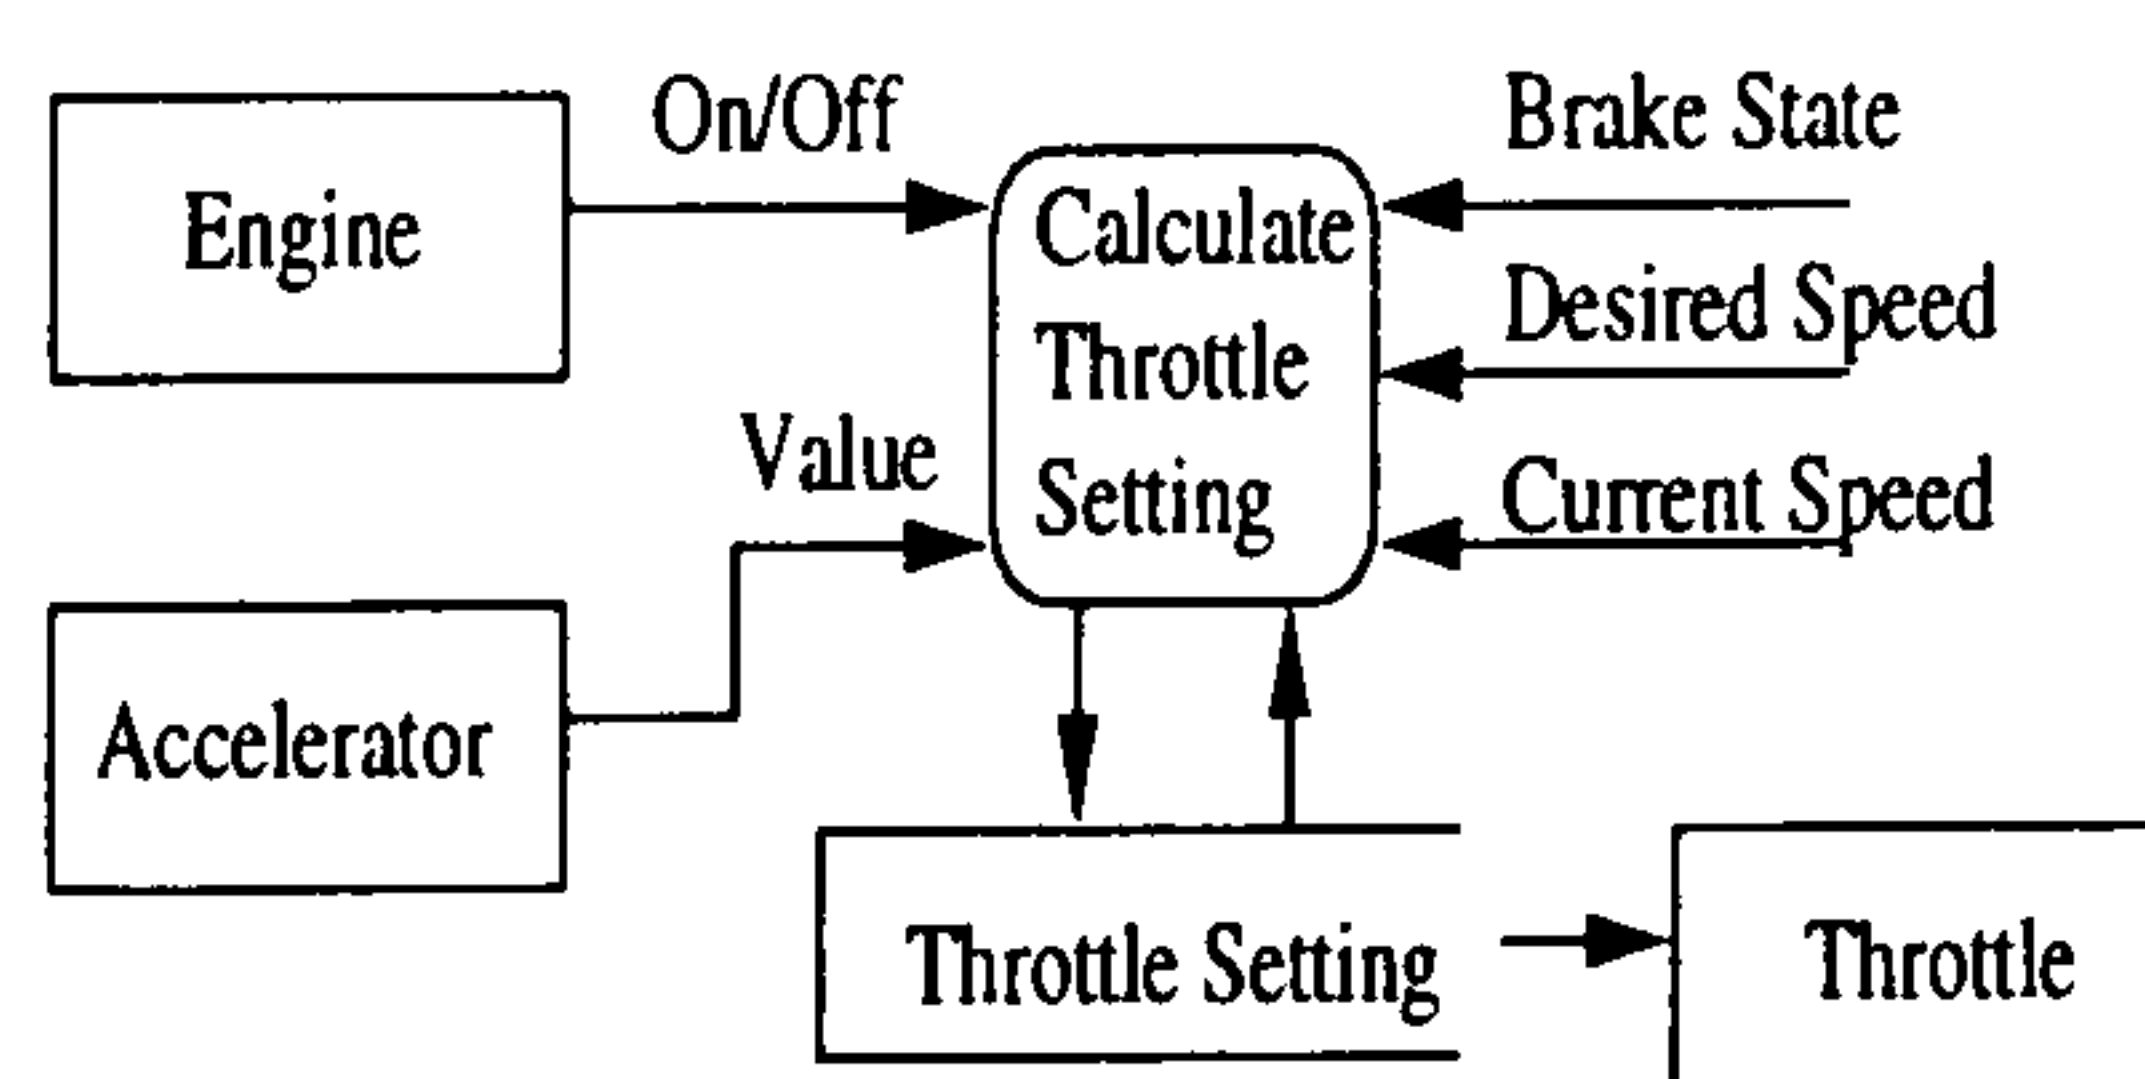 On/Off
Brake State
Engine
Calculate
Throttle
Setting
Desired Speed
Value
Current Speed
Accelerator
Throttle Setting
Throttle